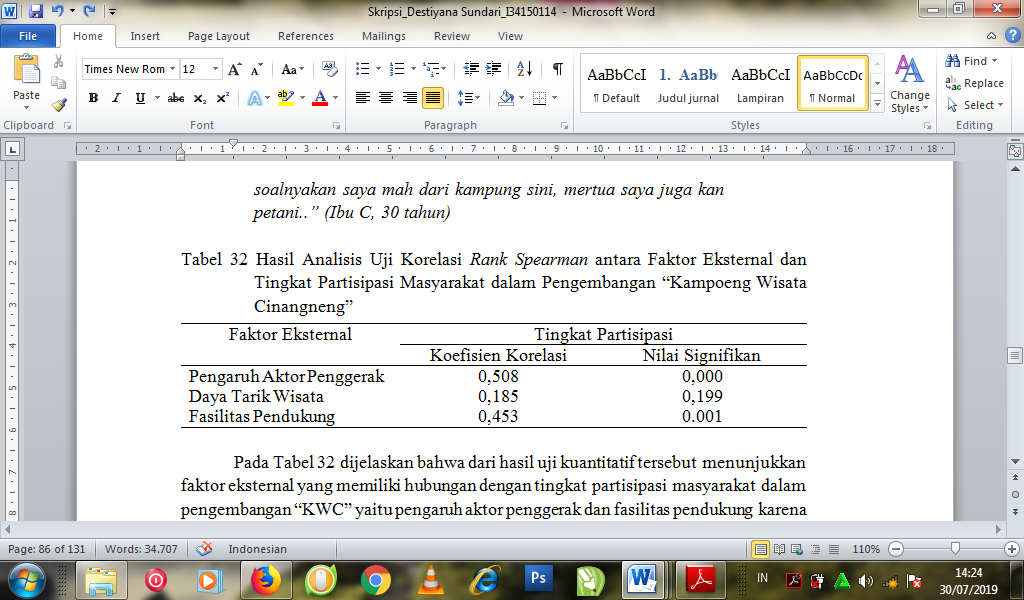 Skripsi_Destiyana Sundari_I34150114 - Microsoft Word
File Home Insert Page Layout References Mailings Review View
Times New Rom 12
Paste
AaBbCcI 1. AaBb AaBbCcI AaBbCcDc
¶ Default Judul jurnal Lampiran ¶ Normal
Change Styles
Find
Replace
Select
Clipboard Font Paragraph Styles Editing
soalnyakan saya mah dari kampung sini, mertua saya juga kan
petani..” (Ibu C, 30 tahun)
Tabel 32 Hasil Analisis Uji Korelasi Rank Spearman antara Faktor Eksternal dan
Tingkat Partisipasi Masyarakat dalam Pengembangan “Kampoeng Wisata
Cinangneng”
Faktor Eksternal Tingkat Partisipasi
Koefisien Korelasi Nilai Signifikan
Pengaruh Aktor Penggerak 0,508 0,000
Daya Tarik Wisata 0,185 0,199
Fasilitas Pendukung 0,453 0.001
Pada Tabel 32 dijelaskan bahwa dari hasil uji kuantitatif tersebut menunjukkan
faktor eksternal yang memiliki hubungan dengan tingkat partisipasi masyarakat dalam
pengembangan “KWC” yaitu pengaruh aktor penggerak dan fasilitas pendukung karena
Page: 86 of 131 Words: 34.707 Indonesian 110%
IN 14:24
30/07/2019